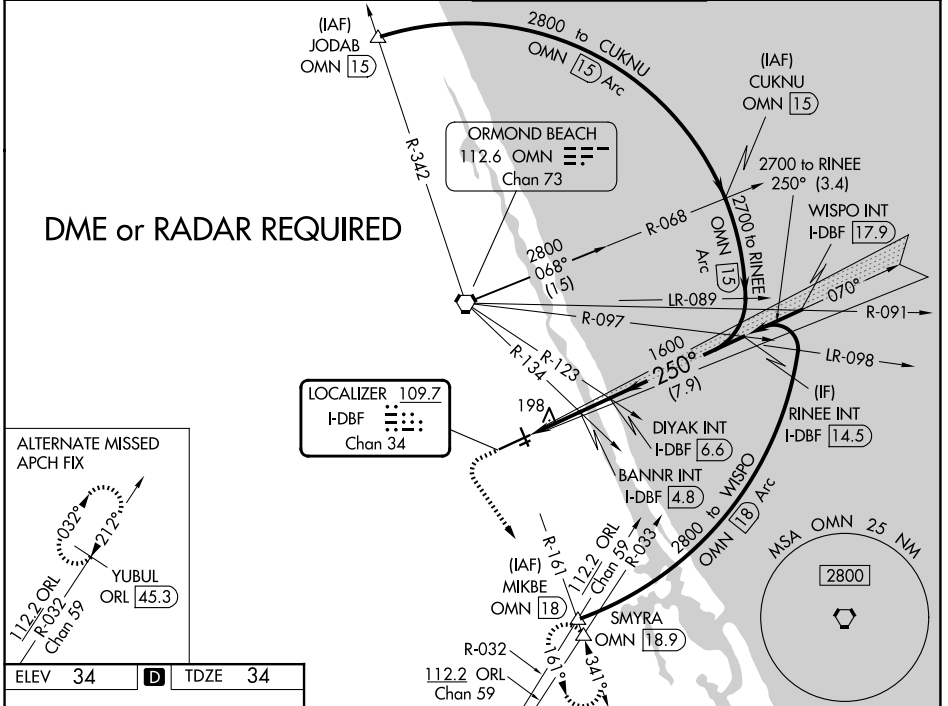 (IAF)
JODAB
OMN 15
2800 to CUKNU
OMN 15 Arc
(IAF)
CUKNU
OMN 15
R-342
ORMOND BEACH
112.6 OMN
Chan 73
2700 to RINEE
250° (3.4)
WISPO INT
I-DBF 17.9
DME or RADAR REQUIRED
R-068
2700 to RINEE
OMN 15
Arc
2800
068°
(15)
LR-089
070°
R-091
R-097
LR-098
1600
250°
(7.9)
R-123
R-134
(IF)
RINEE INT
I-DBF 14.5
LOCALIZER 109.7
I-DBF
Chan 34
198
DIYAK INT
I-DBF 6.6
BANNR INT
I-DBF 4.8
2800 to WISPO
OMN 18 Arc
ALTERNATE MISSED
APCH FIX
032°
212°
YUBUL
ORL 45.3
112.2 ORL
R-032
Chan 59
R-161
112.2 ORL
Chan 59
R-033
(IAF)
MIKBE
OMN 18
SMYRA
OMN 18.9
161°
341°
R-032
112.2 ORL
Chan 59
MSA OMN 25 NM
2800
ELEV 34 D TDZE 34